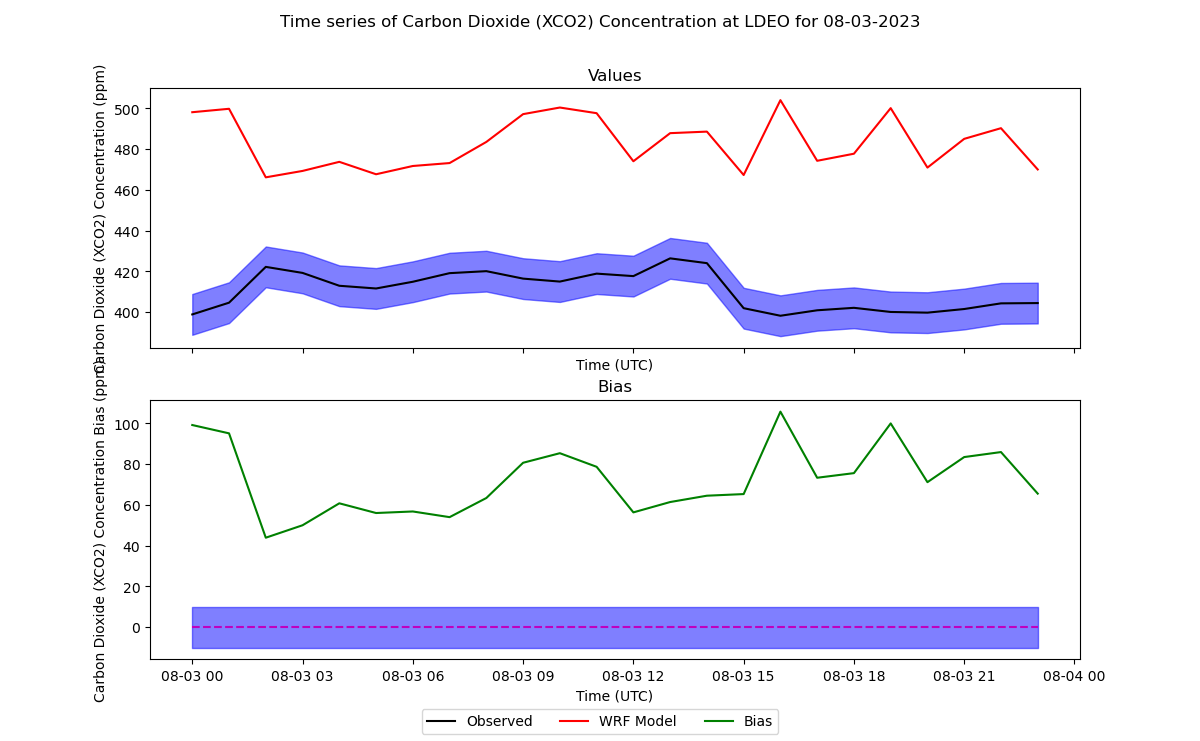 Time series of Carbon Dioxide (XCO2) Concentration at LDEO for 08-03-2023
Values
Carbon Dioxide (XCO2) Concentration (ppm)
500
480
460
440
420
400
Time (UTC)
Bias
Carbon Dioxide (XCO2) Concentration Bias (ppm)
100
80
60
40
20
0
08-03 00 08-03 03 08-03 06 08-03 09 08-03 12 08-03 15 08-03 18 08-03 21 08-04 00
Time (UTC)
Observed WRF Model Bias